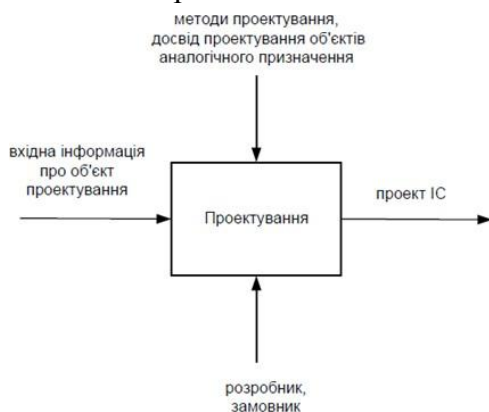 методи проектування,
досвід проектування об'єктів
аналогічного призначення
вхідна інформація
про об'єкт
проектування
Проектування
проект ІС
розробник,
замовник